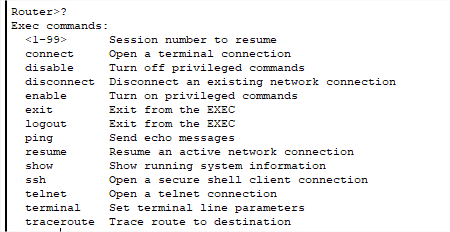 Router>?
Exec commands:
  <1-99>      Session number to resume
  connect     Open a terminal connection
  disable     Turn off privileged commands
  disconnect  Disconnect an existing network connection
  enable      Turn on privileged commands
  exit        Exit from the EXEC
  logout      Exit from the EXEC
  ping        Send echo messages
  resume      Resume an active network connection
  show        Show running system information
  ssh         Open a secure shell client connection
  telnet      Open a telnet connection
  terminal    Set terminal line parameters
  traceroute  Trace route to destination